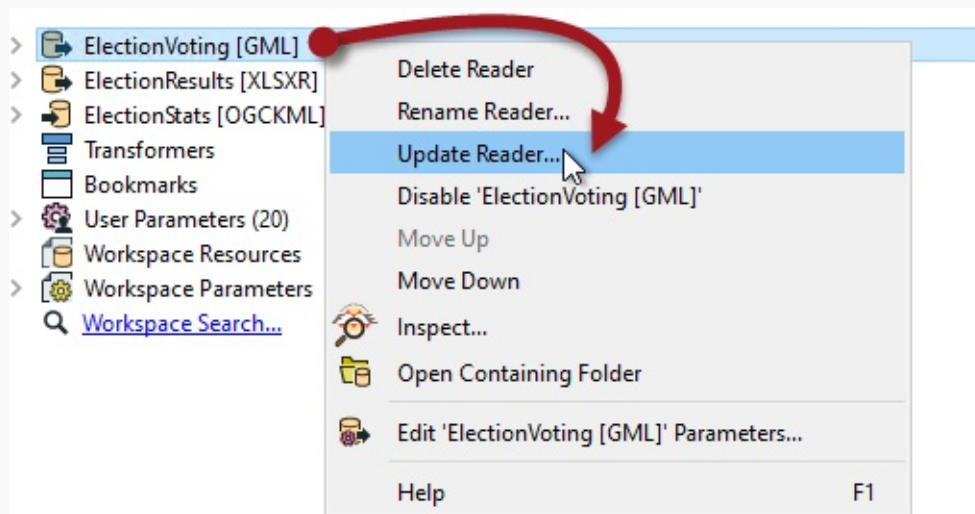 ElectionVoting [GML]
ElectionResults [XLSXR]
ElectionStats [OGCKML]
Transformers
Bookmarks
User Parameters (20)
Workspace Resources
Workspace Parameters
Workspace Search...
Delete Reader
Rename Reader...
Update Reader...
Disable 'ElectionVoting [GML]'
Move Up
Move Down
Inspect...
Open Containing Folder
Edit 'ElectionVoting [GML]' Parameters...
Help F1